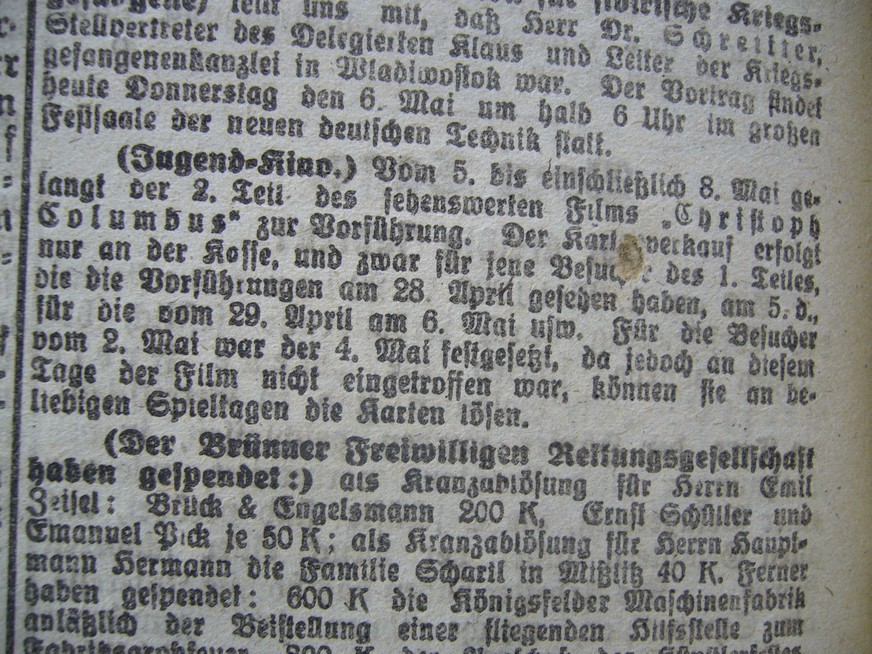 teilt uns mit, daß Herr Dr. Schreitter,
Stellvertreter des Delegierten Klaus und Leiter der Kriegs-
gefangenenkanzlei in Wladiwostok war. Der Vortrag findet
heute Donnerstag den 6. Mai um halb 6 Uhr im großen
Festsaale der neuen deutschen Technik statt.
(Jugend-Kino.) Vom 5. bis einschließlich 8. Mai ge-
langt der 2. Teil des sehenswerten Films „Christoph
Columbus“ zur Vorführung. Der Kartenverkauf erfolgt
nur an der Kasse, und zwar für jene Besucher des 1. Teiles,
die die Vorführungen am 28. April gesehen haben, am 5. d.,
für die vom 29. April am 6. Mai usw. Für die Besucher
vom 2. Mai war der 4. Mai festgesetzt, da jedoch an diesem
Tage der Film nicht eingetroffen war, können sie an be-
liebigen Spieltagen die Karten lösen.
(Der Brünner Freiwilligen Rettungsgesellschaft
haben gespendet:) als Kranzablösung für Herrn Emil
Zeisel: Brück & Engelsmann 200 K, Ernst Schüller und
Emanuel Pick je 50 K; als Kranzablösung für Herrn Haupt-
mann Hermann die Familie Scharil in Mißlitz 40 K. Ferner
haben gespendet: 600 K die Königsfelder Maschinenfabrik
anläßlich der Beistellung einer fliegenden Hilfsstelle zum